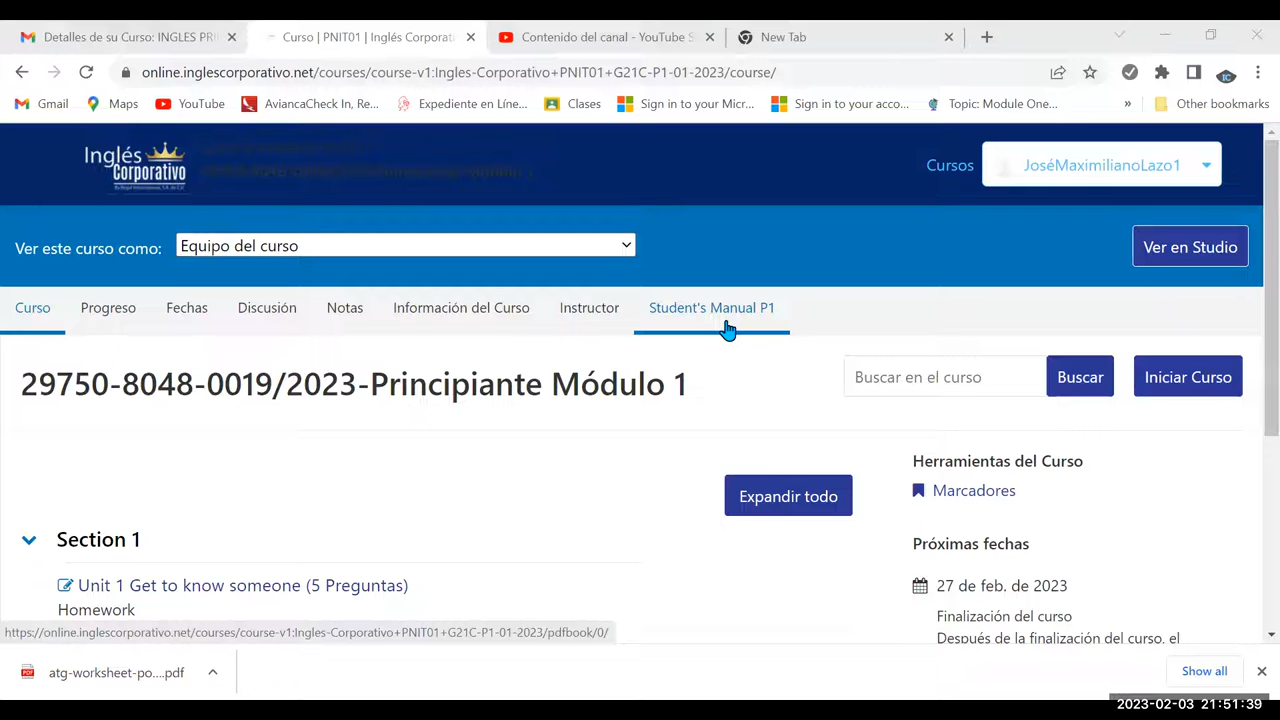 Detalles de su Curso: INGLES PRI
Curso | PNIT01 | Inglés Corporati
Contenido del canal - YouTube S
New Tab
online.inglescorporativo.net/courses/course-v1:Ingles-Corporativo+PNIT01+G21C-P1-01-2023/course/
Gmail
Maps
YouTube
AviancaCheck In, Re...
Expediente en Líne...
Clases
Sign in to your Micr...
Sign in to your acco...
Topic: Module One...
»
Other bookmarks
Inglés
Corporativo
Cursos
JoséMaximilianoLazo1
Ver este curso como:
Equipo del curso
Ver en Studio
Curso
Progreso
Fechas
Discusión
Notas
Información del Curso
Instructor
Student's Manual P1
29750-8048-0019/2023-Principiante Módulo 1
Buscar en el curso
Buscar
Iniciar Curso
Herramientas del Curso
Marcadores
Expandir todo
Próximas fechas
Section 1
27 de feb. de 2023
Unit 1 Get to know someone (5 Preguntas)
Homework
Finalización del curso
Después de la finalización del curso, el
https://online.inglescorporativo.net/courses/course-v1:Ingles-Corporativo+PNIT01+G21C-P1-01-2023/pdfbook/0/
atg-worksheet-po....pdf
Show all
2023-02-03 21:51:39